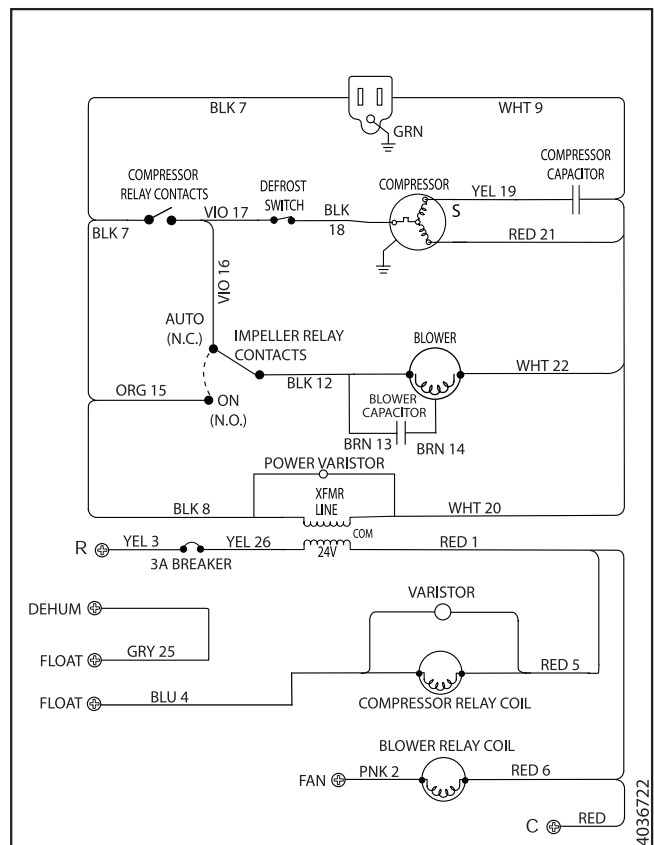 BLK 7
WHT 9
GRN
COMPRESSOR
RELAY CONTACTS
DEFROST
SWITCH
COMPRESSOR
COMPRESSOR
CAPACITOR
YEL 19
VIO 17
BLK
18
S
BLK 7
RED 21
VIO 16
AUTO
(N.C.)
IMPELLER RELAY
CONTACTS
BLOWER
WHT 22
BLK 12
ORG 15
ON
(N.O.)
BLOWER
CAPACITOR
BRN 13
BRN 14
POWER VARISTOR
XFMR
LINE
BLK 8
WHT 20
COM
R
YEL 3
YEL 26
24V
RED 1
3A BREAKER
VARISTOR
DEHUM
GRY 25
FLOAT
RED 5
FLOAT
BLU 4
COMPRESSOR RELAY COIL
BLOWER RELAY COIL
FAN
PNK 2
RED 6
C
RED
4036722